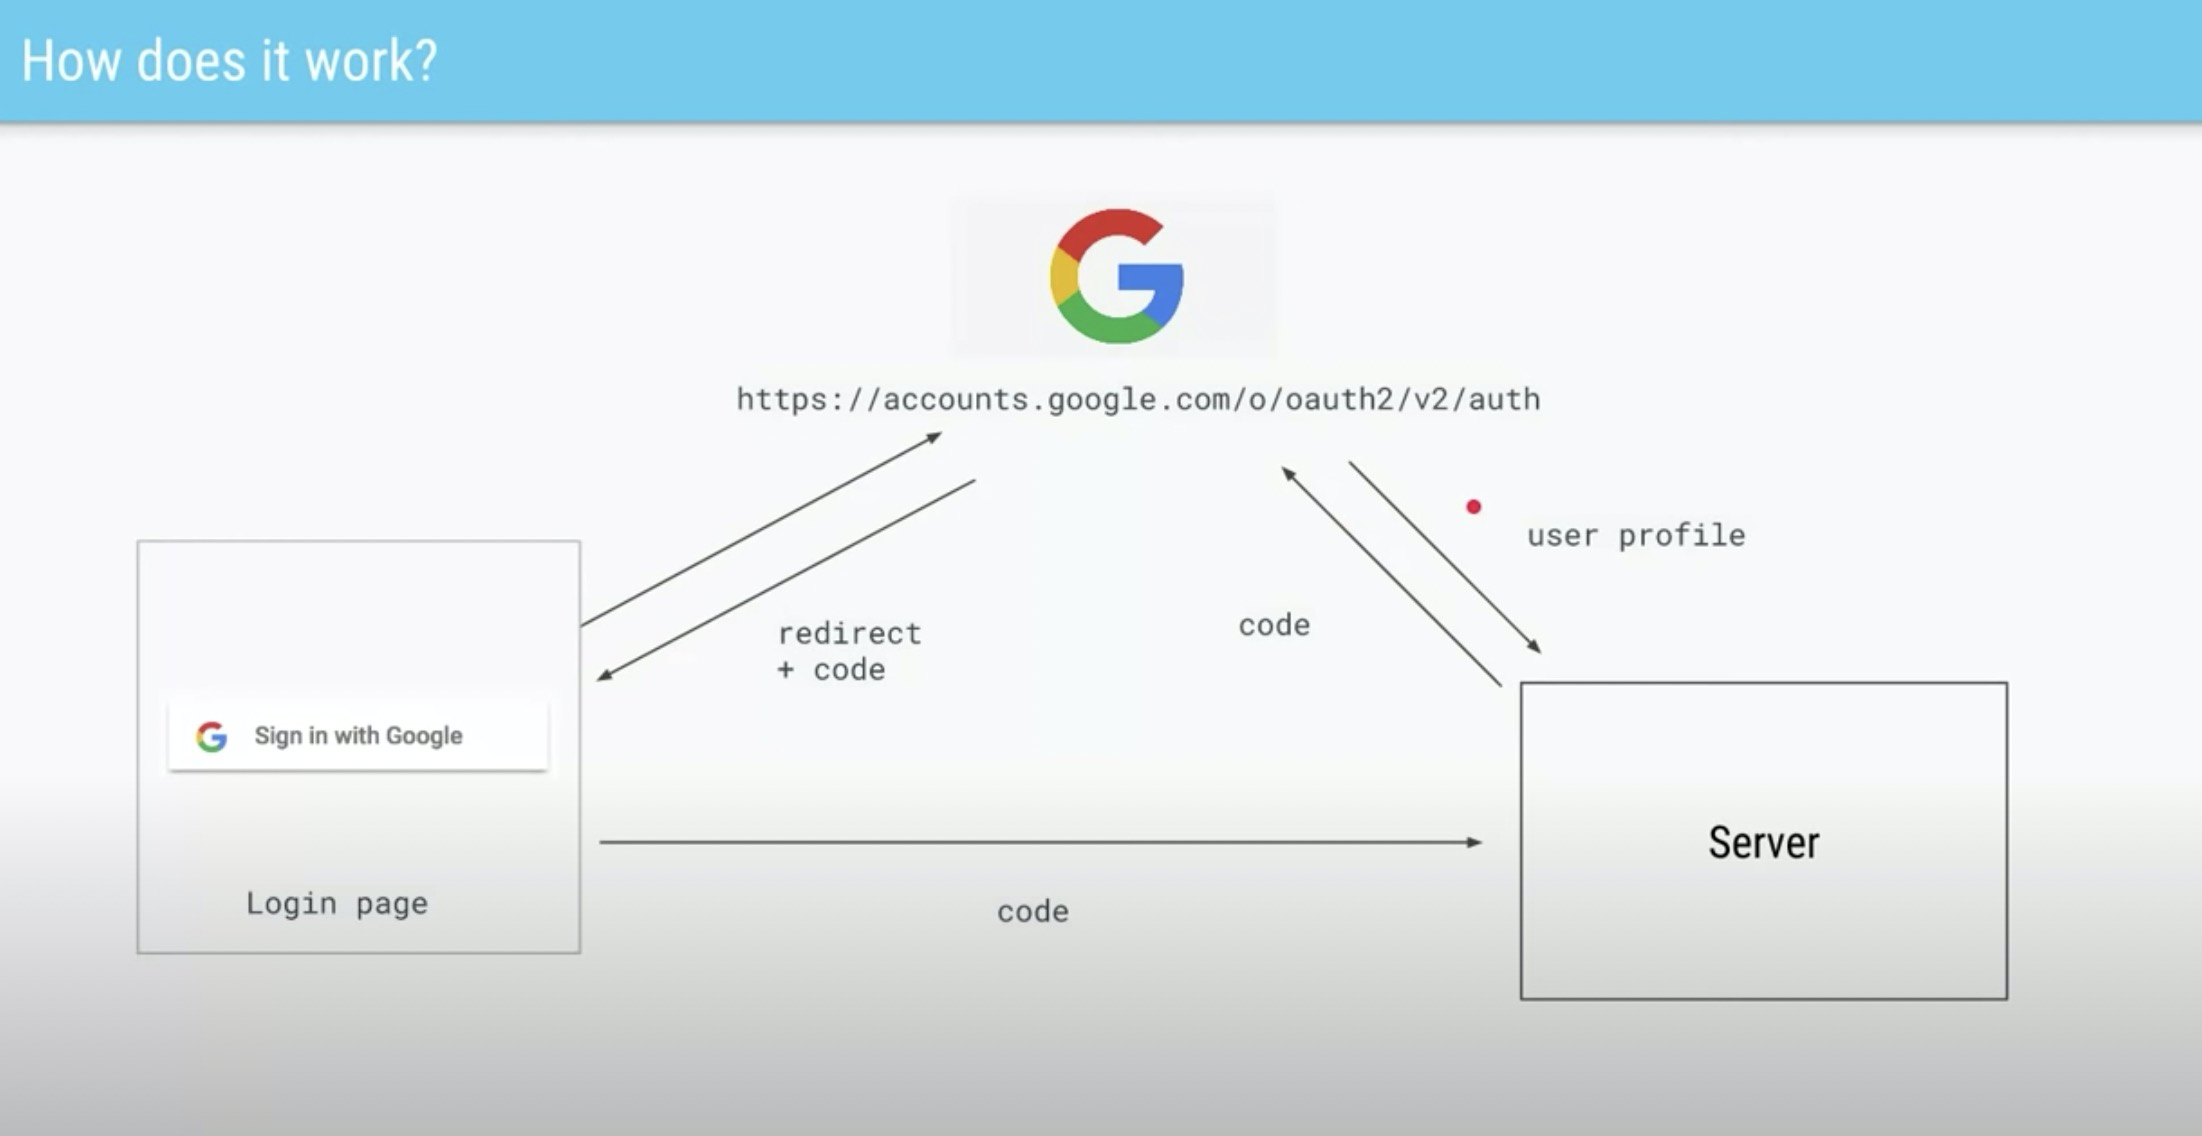 How does it work?
https://accounts.google.com/o/oauth2/v2/auth
user profile
redirect
+ code
code
Sign in with Google
Login page
code
Server